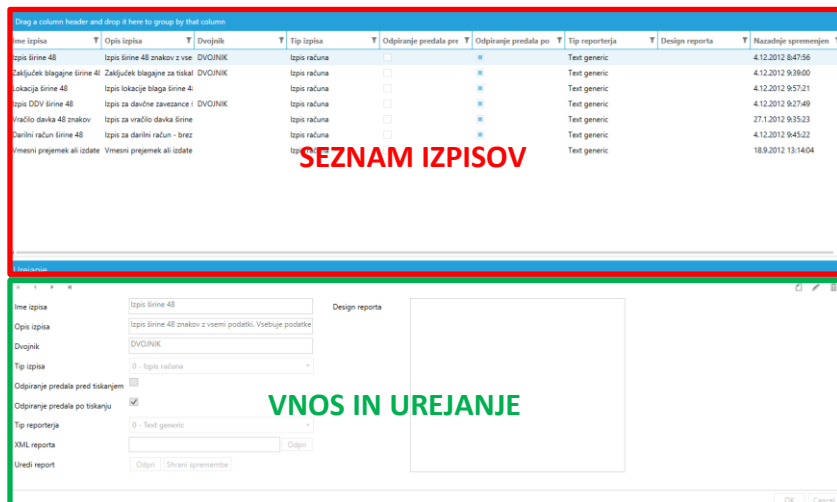 Drag a column header and drop it here to group by that column
Ime izpisa Opis izpisa Dvojnik Tip izpisa Odpiranje predala pre Odpiranje predala po Tip reporterja Design reporta Nazadnje spremenjen
Izpis širine 48 Izpis širine 48 znakov z vse DVOJNIK Izpis računa Text generic 4.12.2012 8:47:56
Zaključek blagajne širine 48 Zaključek blagajne za tiskal DVOJNIK Izpis računa Text generic 4.12.2012 9:39:00
Lokacija širine 48 Izpis lokacije blaga širine 48 Izpis računa Text generic 4.12.2012 9:57:21
Izpis DDV širine 48 Izpis za davčne zavezance š DVOJNIK Izpis računa Text generic 4.12.2012 9:27:49
Vračilo davka 48 znakov Izpis za vračilo davka širine Izpis računa Text generic 27.1.2012 9:35:23
Darilni račun širine 48 Izpis za darilni račun - brez Izpis računa Text generic 4.12.2012 9:45:22
Vmesni prejemek ali izdate Vmesni prejemek ali izdate Izpis računa Text generic 18.9.2012 13:14:04
SEZNAM IZPISOV
Urejanje
Ime izpisa Izpis širine 48 Design reporta
Opis izpisa Izpis širine 48 znakov z vsemi podatki. Vsebuje podatke
Dvojnik DVOJNIK
Tip izpisa 0 - Izpis računa
Odpiranje predala pred tiskanjem
Odpiranje predala po tiskanju
VNOS IN UREJANJE
Tip reporterja 0 - Text generic
XML reporta Odpri
Uredi report Odpri Shrani spremembe
OK Cancel